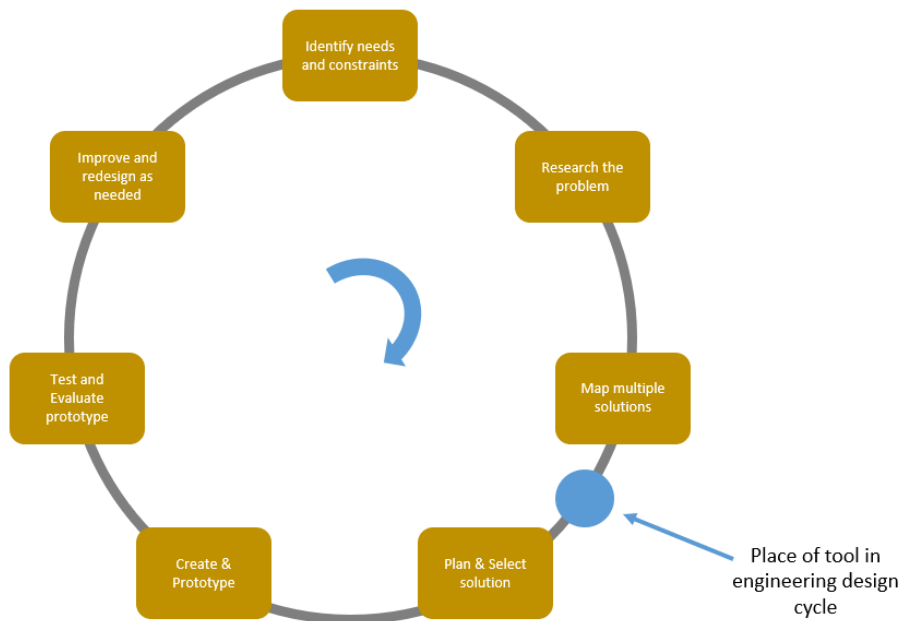 Identify needs
and constraints
Research the
problem
Map multiple
solutions
Plan & Select
solution
Create &
Prototype
Test and
Evaluate
prototype
Improve and
redesign as
needed
Place of tool in
engineering design
cycle